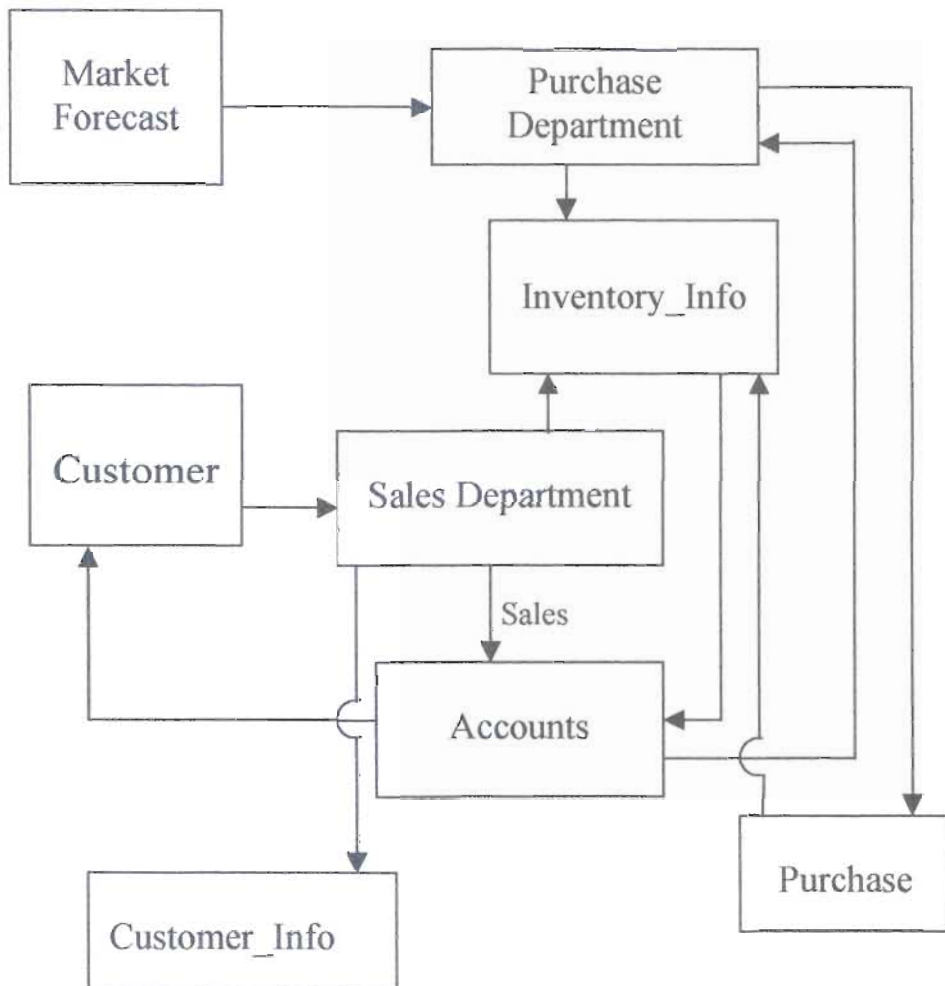 Market
Forecast
Purchase
Department
Inventory_Info
Customer
Sales Department
Sales
Accounts
Purchase
Customer_Info